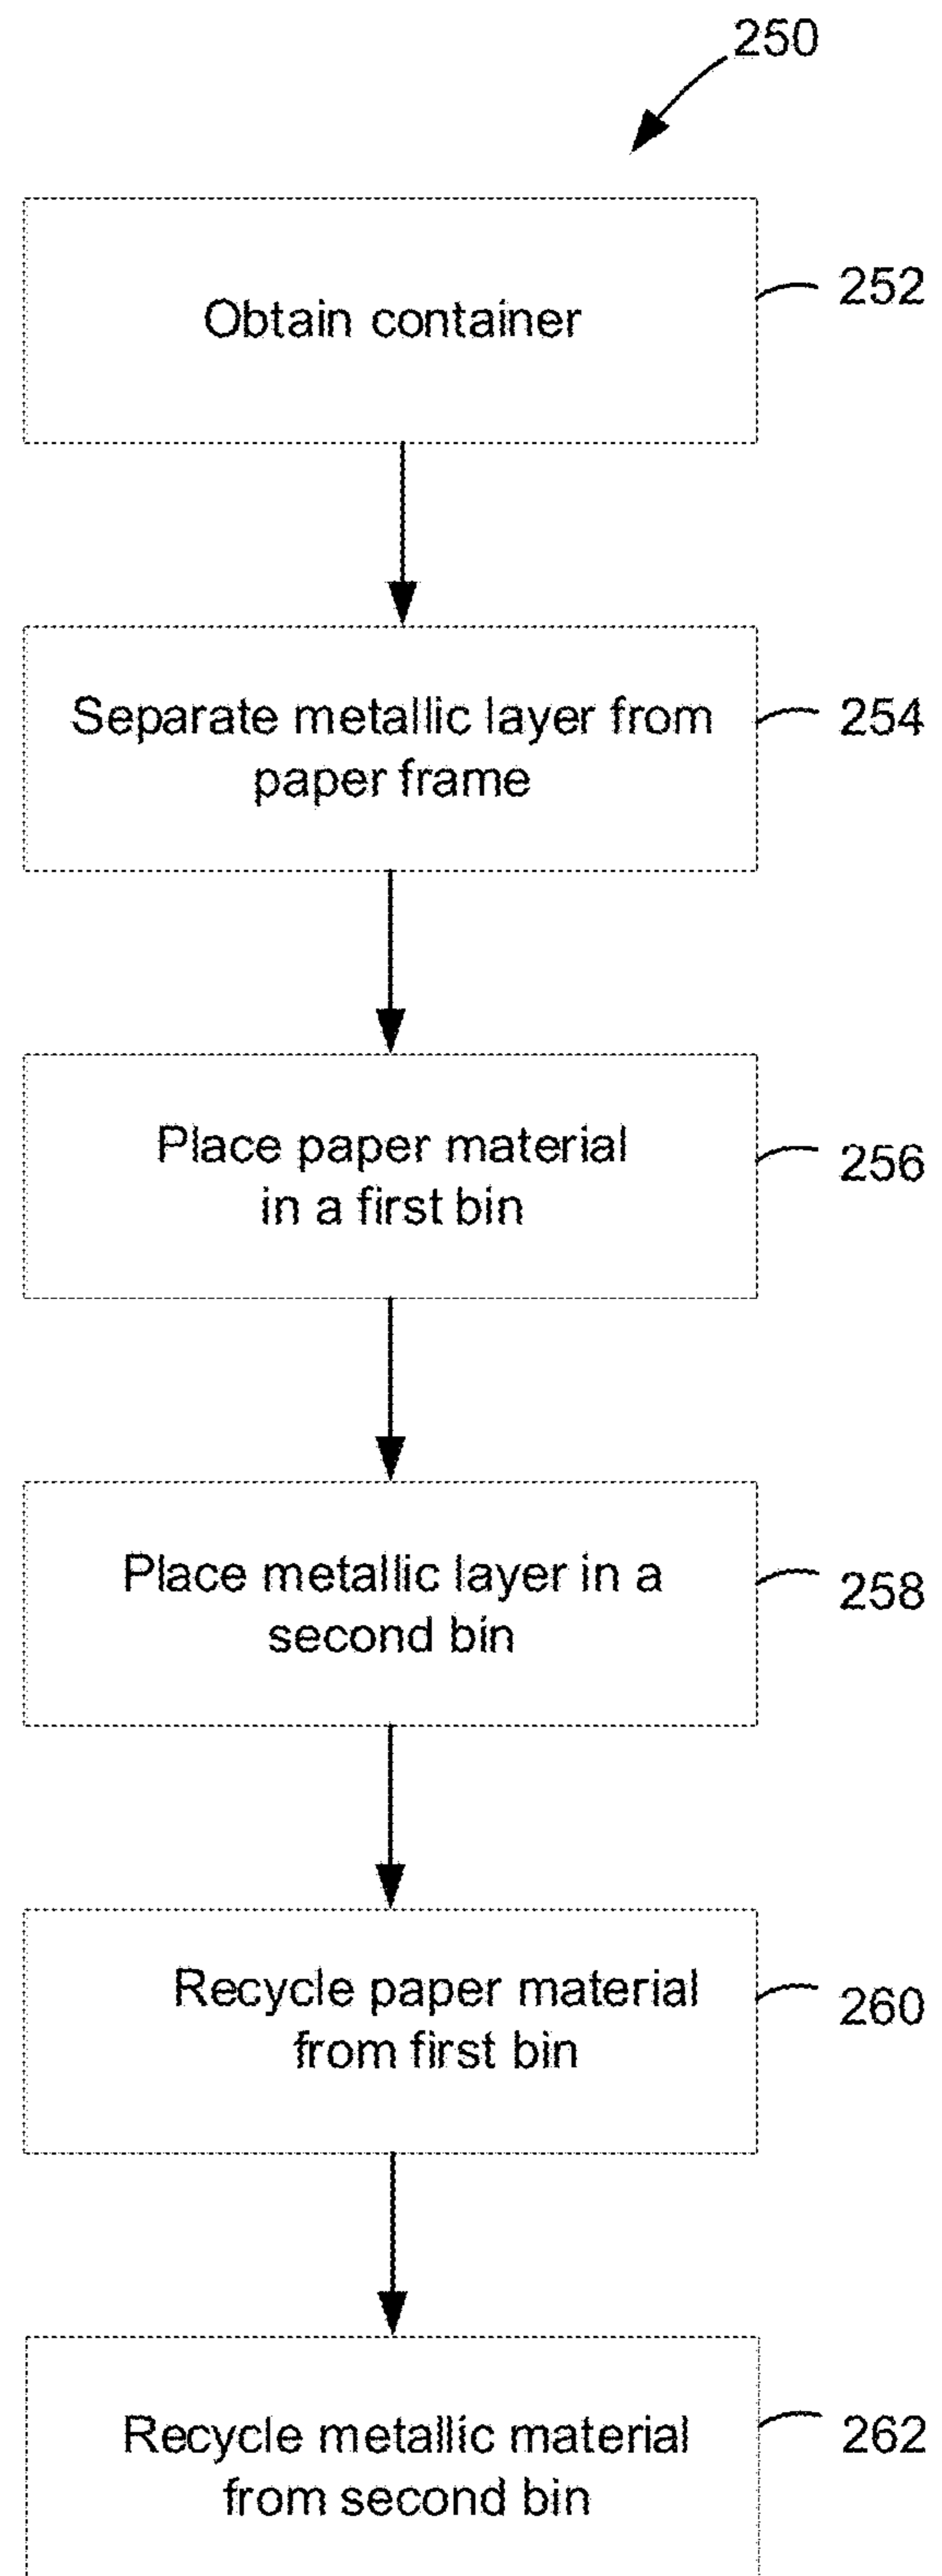 250
Obtain container
252
Separate metallic layer from
paper frame
254
Place paper material
in a first bin
256
Place metallic layer in a
second bin
258
Recycle paper material
from first bin
260
Recycle metallic material
from second bin
262